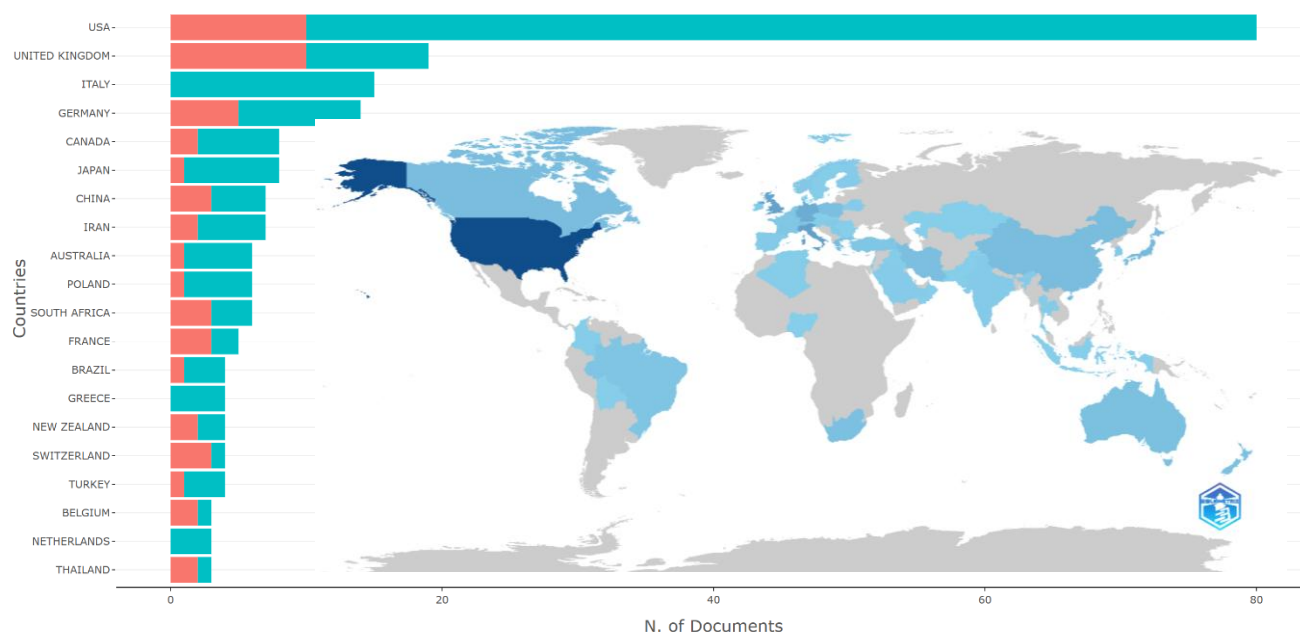 USA
UNITED KINGDOM
ITALY
GERMANY
CANADA
JAPAN
CHINA
IRAN
AUSTRALIA
POLAND
SOUTH AFRICA
FRANCE
BRAZIL
GREECE
NEW ZEALAND
SWITZERLAND
TURKEY
BELGIUM
NETHERLANDS
THAILAND
Countries
0 20 40 60 80
N. of Documents